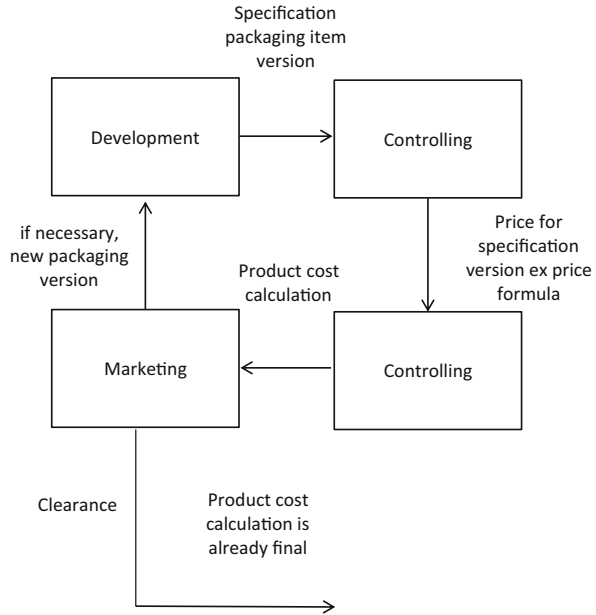 Specification
packaging item
version
Development
Controlling
if necessary,
new packaging
version
Product cost
calculation
Price for
specification
version ex price
formula
Marketing
Controlling
Clearance
Product cost
calculation is
already final